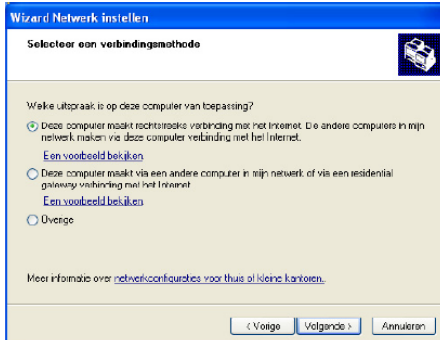 Wizard Netwerk instellen
Selecteer een verbindingsmethode
Welke uitspraak is op deze computer van toepassing?
Deze computer maakt rechtstreeks verbinding met het Internet. De andere computers in mijn
netwerk maken via deze computer verbinding met het Internet.
Een voorbeeld bekijken.
Deze computer maakt via een andere computer in mijn netwerk of via een residential
gateway verbinding met het Internet.
Een voorbeeld bekijken.
Overige
Meer informatie over netwerkconfiguraties voor thuis of kleine kantoren.
< Vorige Volgende > Annuleren